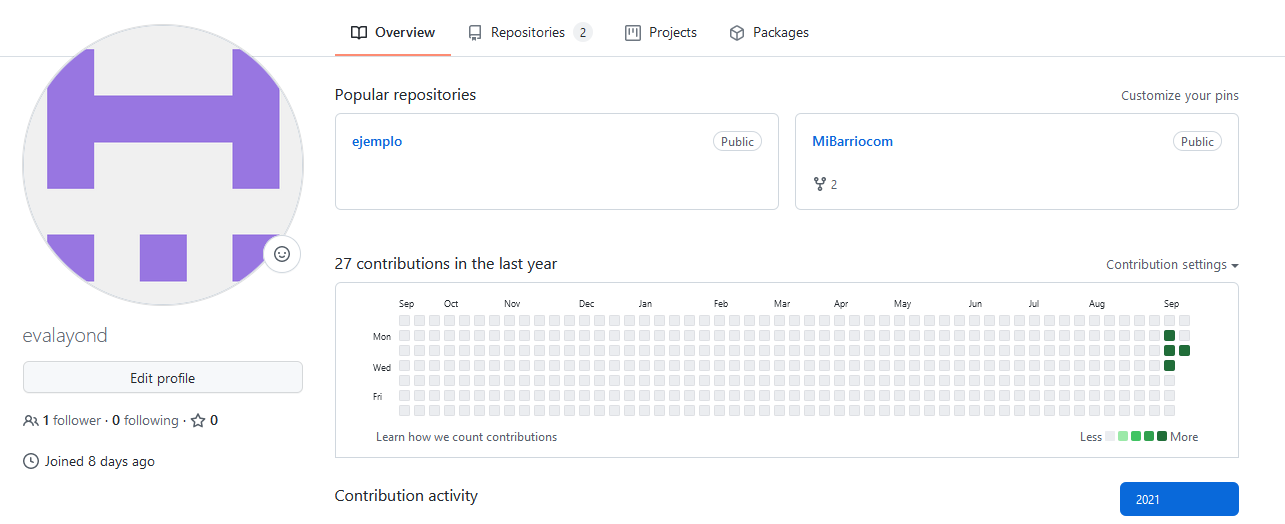 Overview Repositories 2 Projects Packages
Popular repositories Customize your pins
ejemplo Public
MiBarriocom Public
2
evalayond
Edit profile
1 follower · 0 following · 0
Joined 8 days ago
27 contributions in the last year Contribution settings
Sep Oct Nov Dec Jan Feb Mar Apr May Jun Jul Aug Sep
Mon
Wed
Fri
Learn how we count contributions Less More
Contribution activity 2021